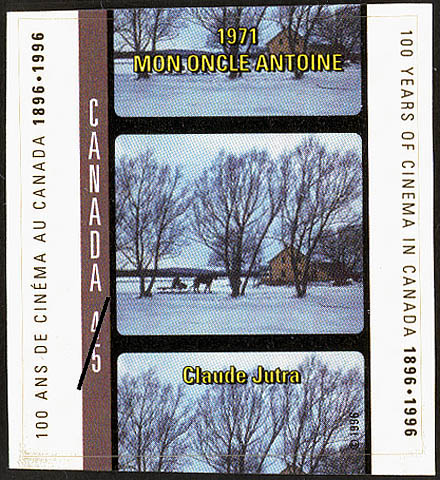 100 ANS DE CINÉMA AU CANADA 1896•1996
CANADA 45
1971
MON ONCLE ANTOINE
Claude Jutra
© 1996
100 YEARS OF CINEMA IN CANADA 1896•1996